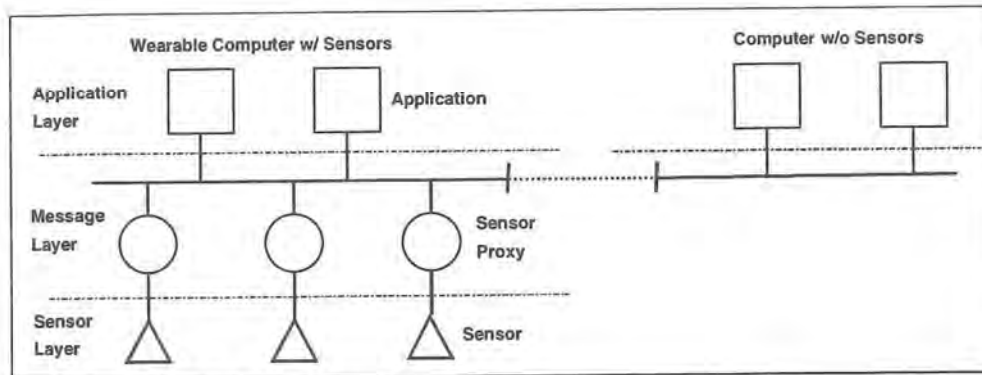 Wearable Computer w/ Sensors
Computer w/o Sensors
Application
Layer
Application
Message
Layer
Sensor
Proxy
Sensor
Layer
Sensor